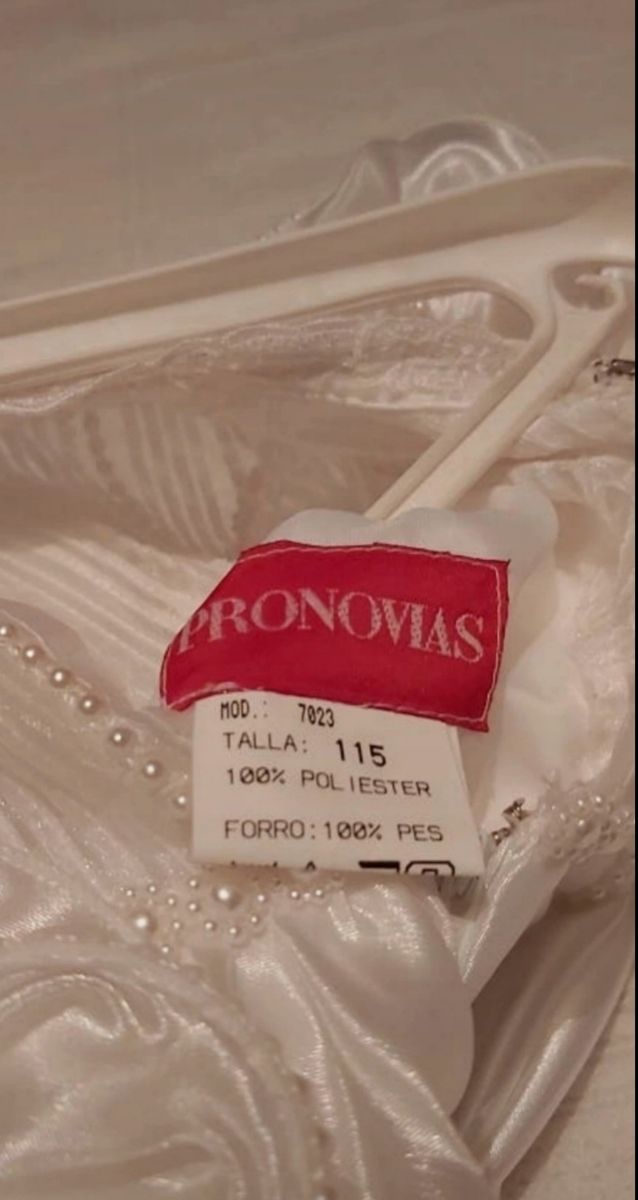 PRONOVIAS
MOD.: 7023
TALLA: 115
100% POLIESTER
FORRO:100% PES